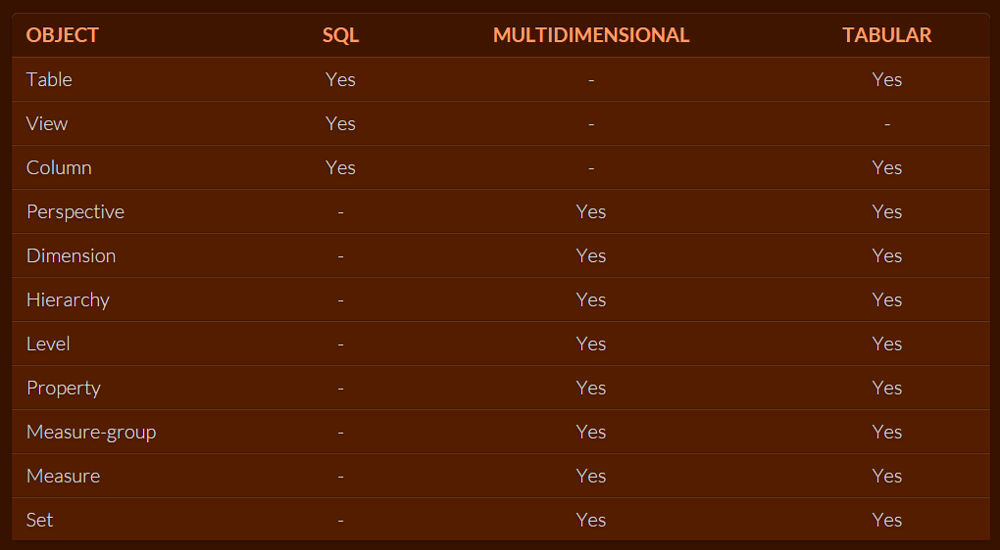 OBJECT SQL MULTIDIMENSIONAL TABULAR
Table Yes - Yes
View Yes - -
Column Yes - Yes
Perspective - Yes Yes
Dimension - Yes Yes
Hierarchy - Yes Yes
Level - Yes Yes
Property - Yes Yes
Measure-group - Yes Yes
Measure - Yes Yes
Set - Yes Yes